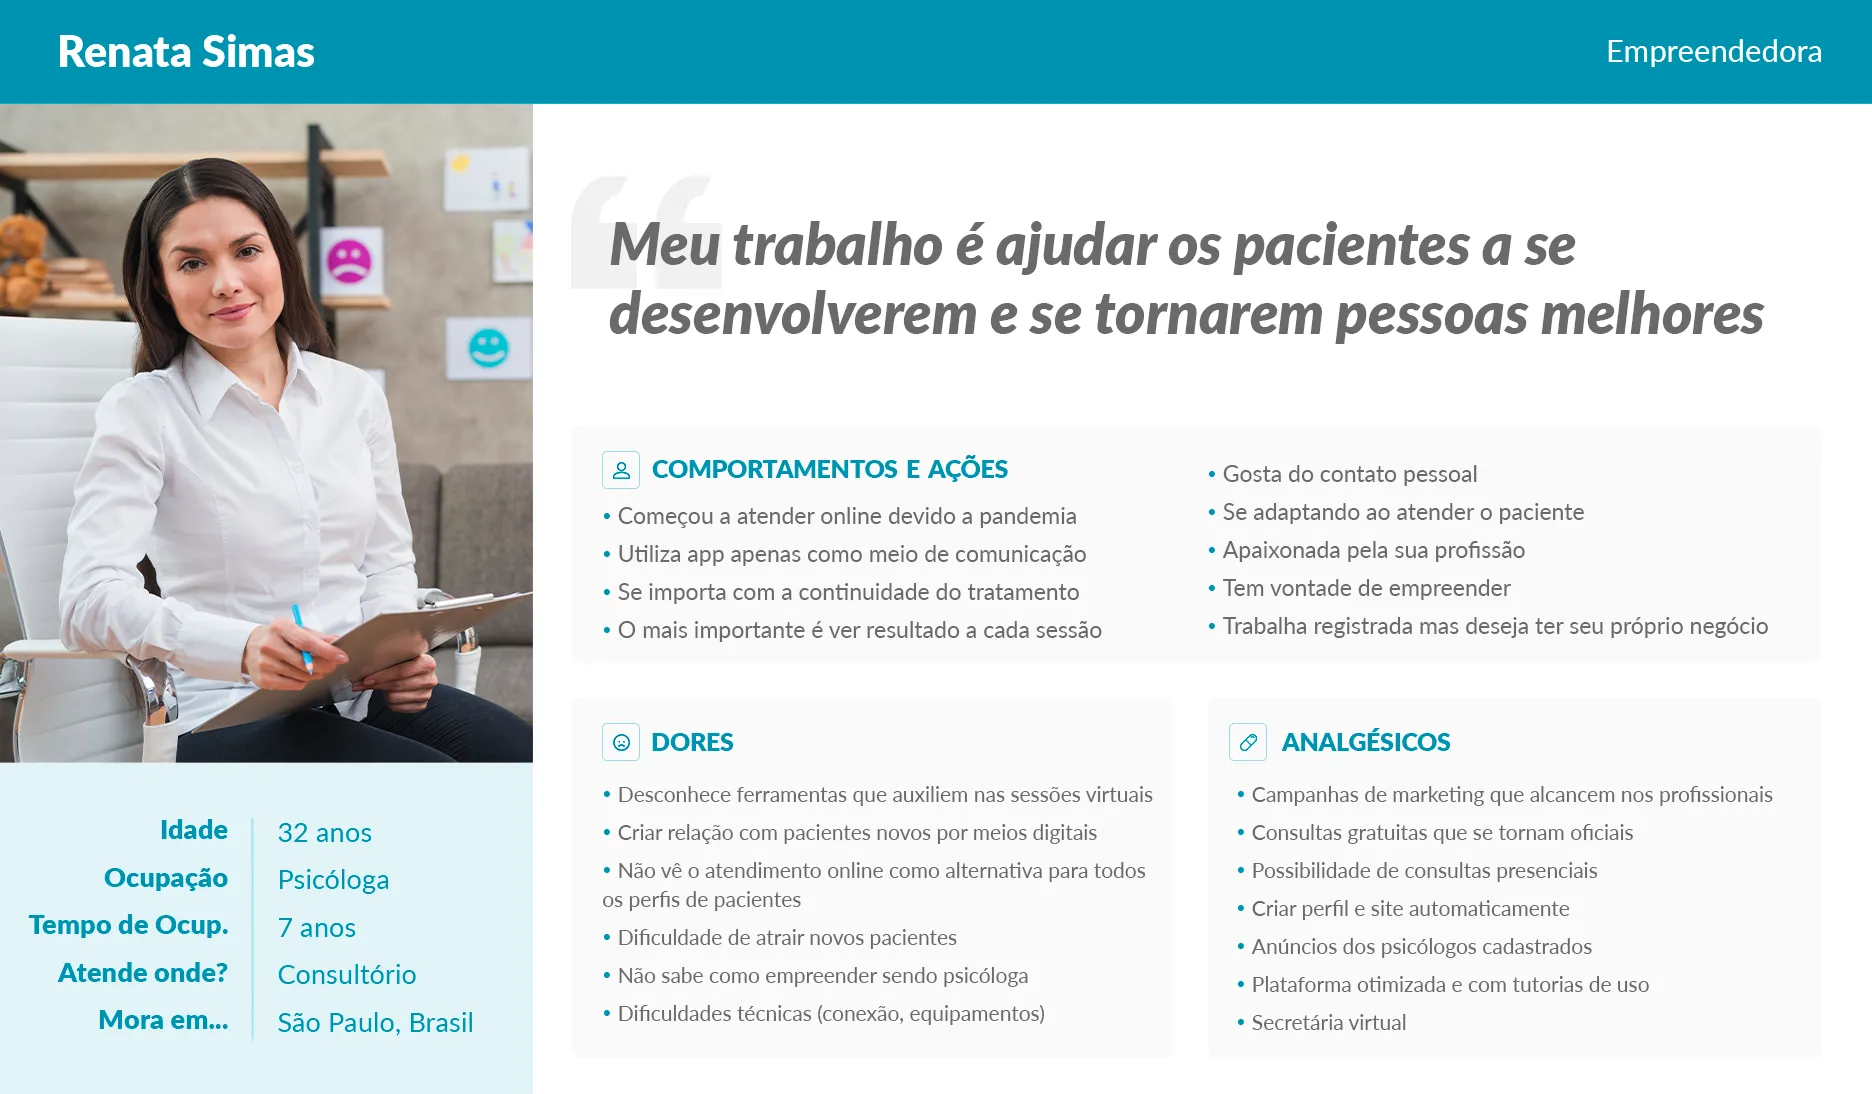 Renata Simas
Empreendedora
Meu trabalho é ajudar os pacientes a se
desenvolverem e se tornarem pessoas melhores
COMPORTAMENTOS E AÇÕES
• Começou a atender online devido a pandemia
• Utiliza app apenas como meio de comunicação
• Se importa com a continuidade do tratamento
• O mais importante é ver resultado a cada sessão
• Gosta do contato pessoal
• Se adaptando ao atender o paciente
• Apaixonada pela sua profissão
• Tem vontade de empreender
• Trabalha registrada mas deseja ter seu próprio negócio
DORES
• Desconhece ferramentas que auxiliem nas sessões virtuais
• Criar relação com pacientes novos por meios digitais
• Não vê o atendimento online como alternativa para todos
os perfis de pacientes
• Dificuldade de atrair novos pacientes
• Não sabe como empreender sendo psicóloga
• Dificuldades técnicas (conexão, equipamentos)
ANALGÉSICOS
• Campanhas de marketing que alcancem nos profissionais
• Consultas gratuitas que se tornam oficiais
• Possibilidade de consultas presenciais
• Criar perfil e site automaticamente
• Anúncios dos psicólogos cadastrados
• Plataforma otimizada e com tutorias de uso
• Secretária virtual
Idade 32 anos
Ocupação Psicóloga
Tempo de Ocup. 7 anos
Atende onde? Consultório
Mora em... São Paulo, Brasil